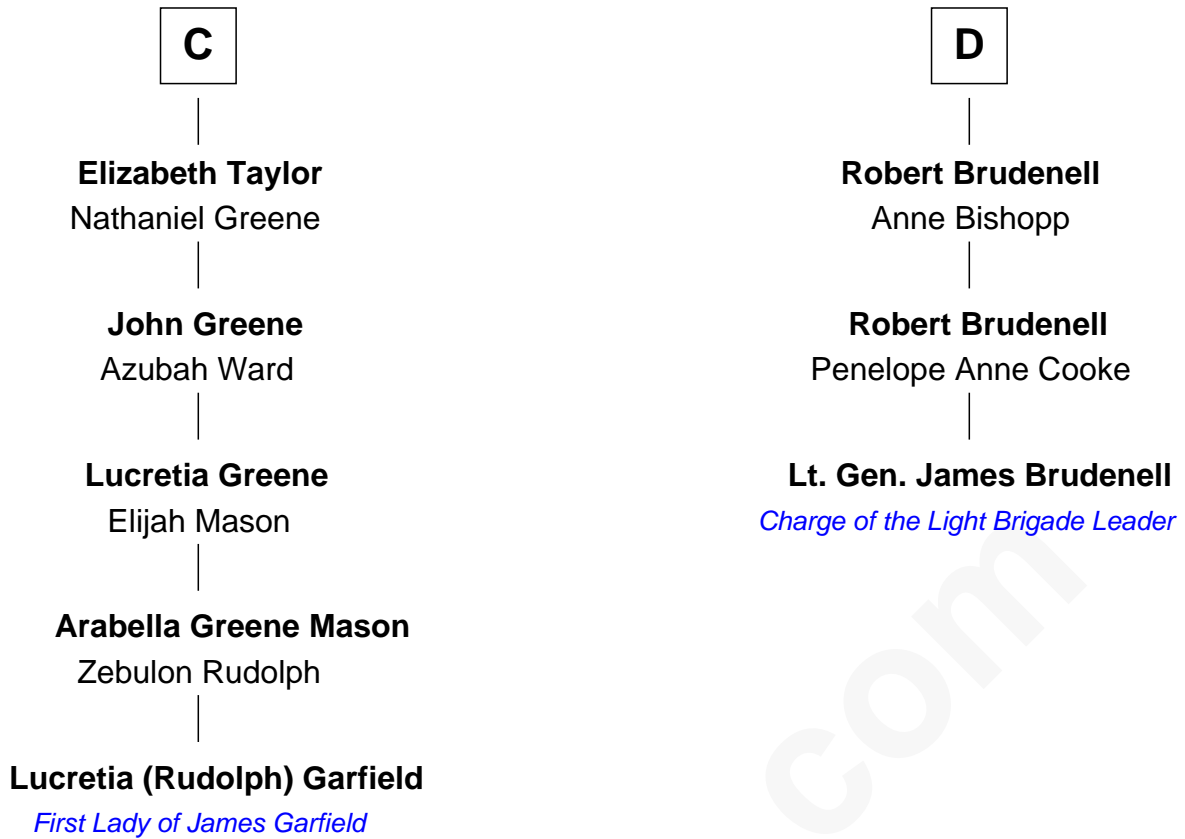 C
Elizabeth Taylor
Nathaniel Greene
John Greene
Azubah Ward
Lucretia Greene
Elijah Mason
Arabella Greene Mason
Zebulon Rudolph
Lucretia (Rudolph) Garfield
First Lady of James Garfield
D
Robert Brudenell
Anne Bishopp
Robert Brudenell
Penelope Anne Cooke
Lt. Gen. James Brudenell
Charge of the Light Brigade Leader
com